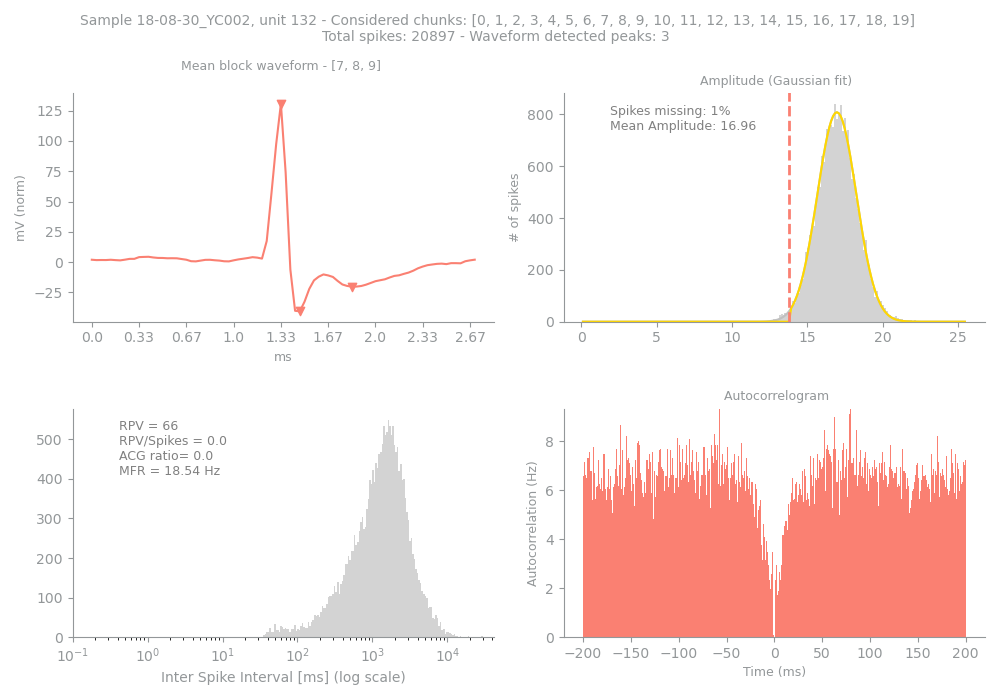 Sample 18-08-30_YC002, unit 132 - Considered chunks: [0, 1, 2, 3, 4, 5, 6, 7, 8, 9, 10, 11, 12, 13, 14, 15, 16, 17, 18, 19]
Total spikes: 20897 - Waveform detected peaks: 3
Mean block waveform - [7, 8, 9]
mV (norm)
125
100
75
50
25
0
−25
0.0 0.33 0.67 1.0 1.33 1.67 2.0 2.33 2.67
ms
Amplitude (Gaussian fit)
Spikes missing: 1%
Mean Amplitude: 16.96
# of spikes
800
600
400
200
0
0 5 10 15 20 25
RPV = 66
RPV/Spikes = 0.0
ACG ratio= 0.0
MFR = 18.54 Hz
500
400
300
200
100
0
10⁻¹ 10⁰ 10¹ 10² 10³ 10⁴
Inter Spike Interval [ms] (log scale)
Autocorrelogram
Autocorrelation (Hz)
8
6
4
2
0
−200 −150 −100 −50 0 50 100 150 200
Time (ms)